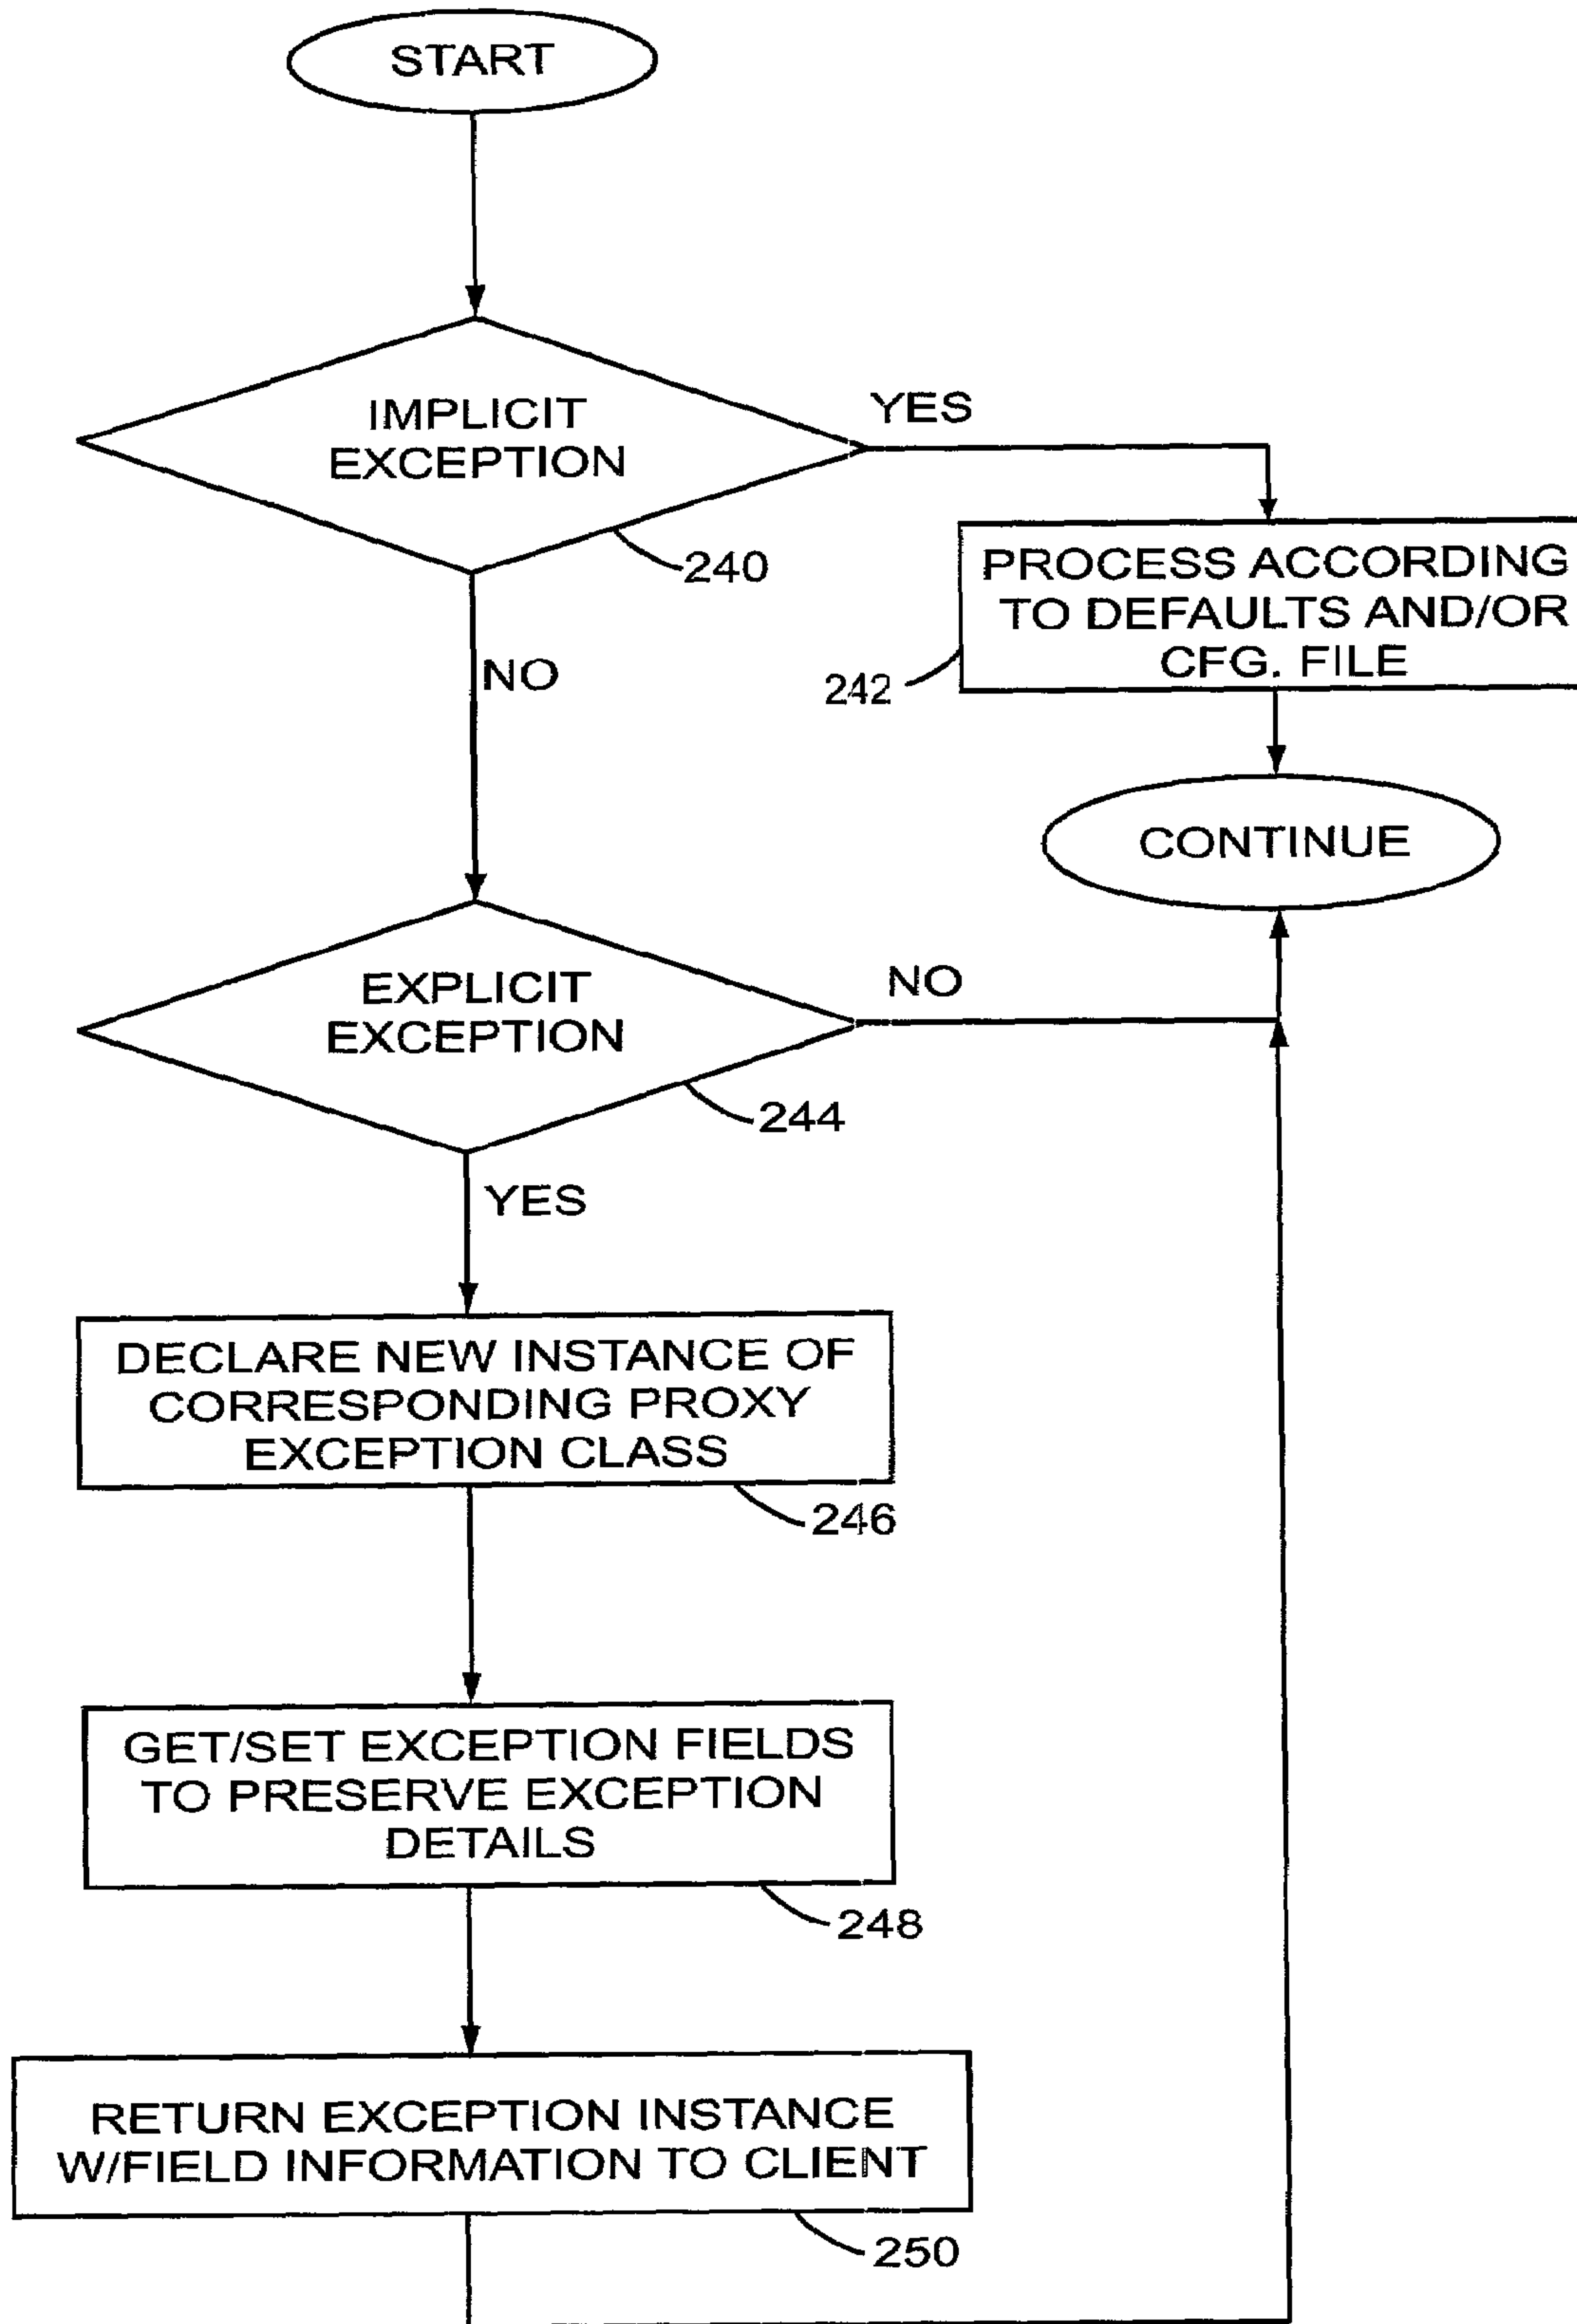 START
IMPLICIT
EXCEPTION
YES
240
PROCESS ACCORDING
TO DEFAULTS AND/OR
CFG. FILE
242
NO
CONTINUE
EXPLICIT
EXCEPTION
NO
244
YES
DECLARE NEW INSTANCE OF
CORRESPONDING PROXY
EXCEPTION CLASS
246
GET/SET EXCEPTION FIELDS
TO PRESERVE EXCEPTION
DETAILS
248
RETURN EXCEPTION INSTANCE
W/FIELD INFORMATION TO CLIENT
250